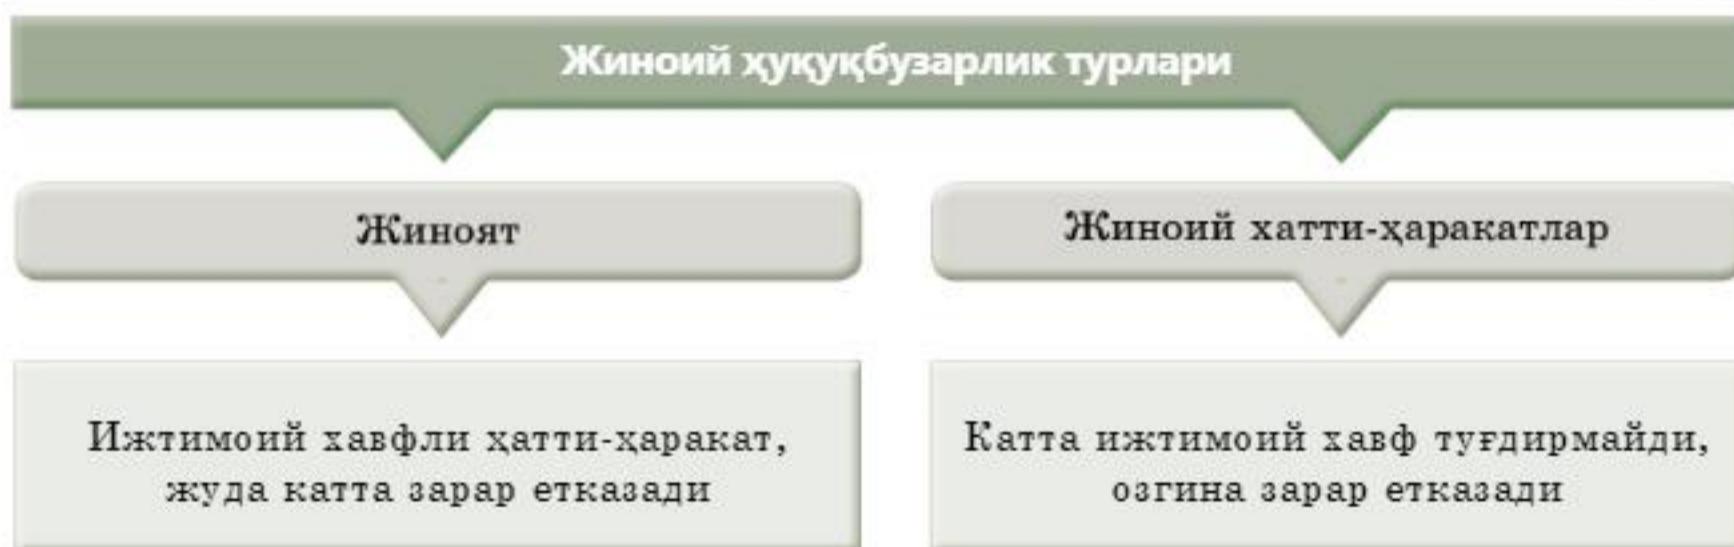 Жиноий ҳуқуқбузарлик турлари
Жиноят
Жиноий хатти-ҳаракатлар
Ижтимоий хавфли ҳатти-ҳаракат,
жуда катта зарар етказади
Катта ижтимоий хавф туғдирмайди,
озгина зарар етказади